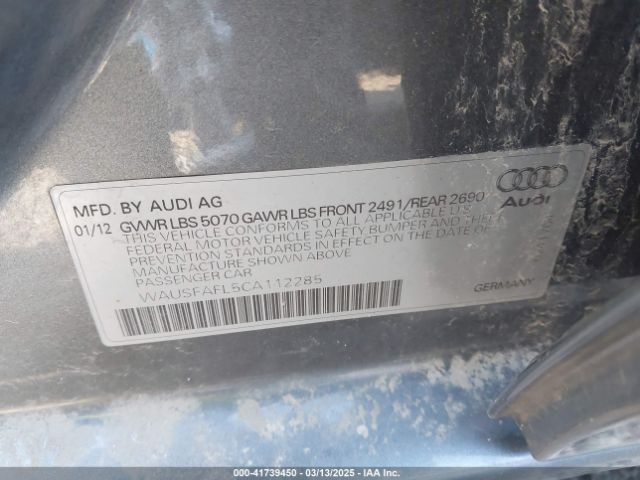 MFD. BY AUDI AG
01/12 GVWR LBS 5070 GAWR LBS FRONT 2491/REAR 2690
THIS VEHICLE CONFORMS TO ALL APPLICABLE U.S.
FEDERAL MOTOR VEHICLE SAFETY BUMPER AND THEFT
PREVENTION STANDARDS IN EFFECT ON THE DATE OF
MANUFACTURE SHOWN ABOVE
PASSENGER CAR
WAUSFAFL5CA112285
Audi
GERMANY
000-41739450 • 03/13/2025 - IAA Inc.